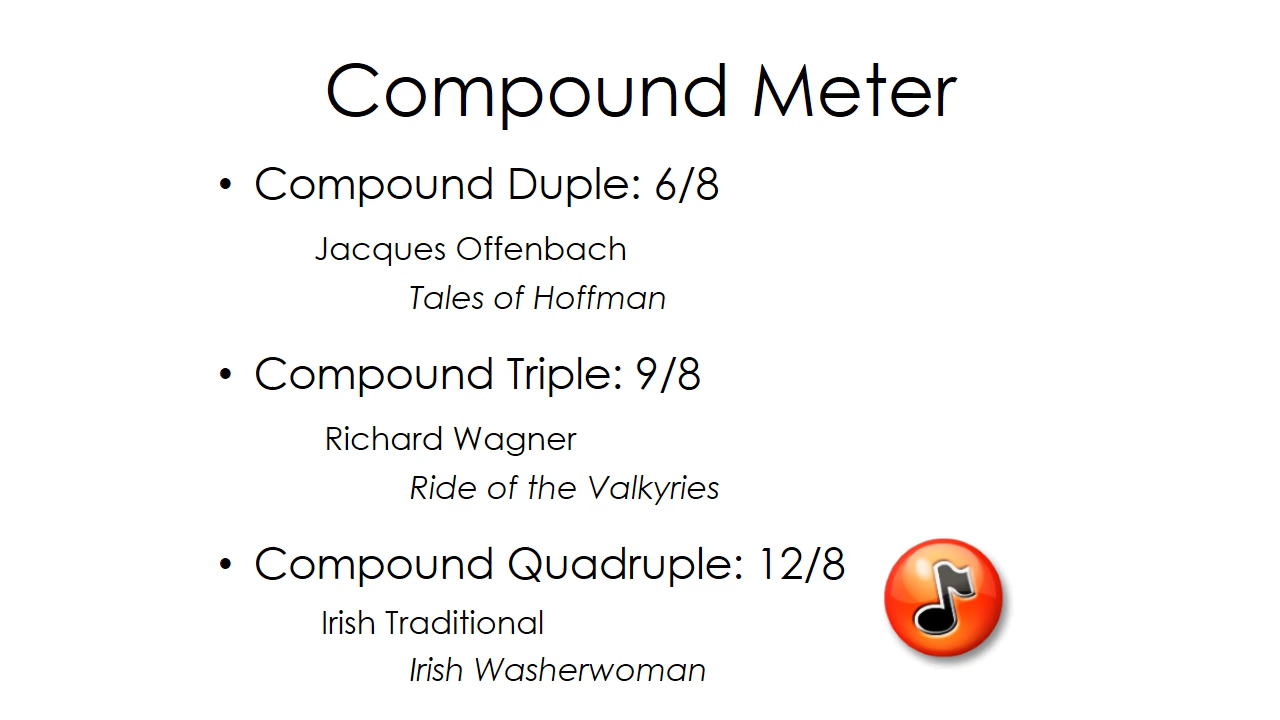 Compound Meter
• Compound Duple: 6/8
Jacques Offenbach
Tales of Hoffman
• Compound Triple: 9/8
Richard Wagner
Ride of the Valkyries
• Compound Quadruple: 12/8
Irish Traditional
Irish Washerwoman